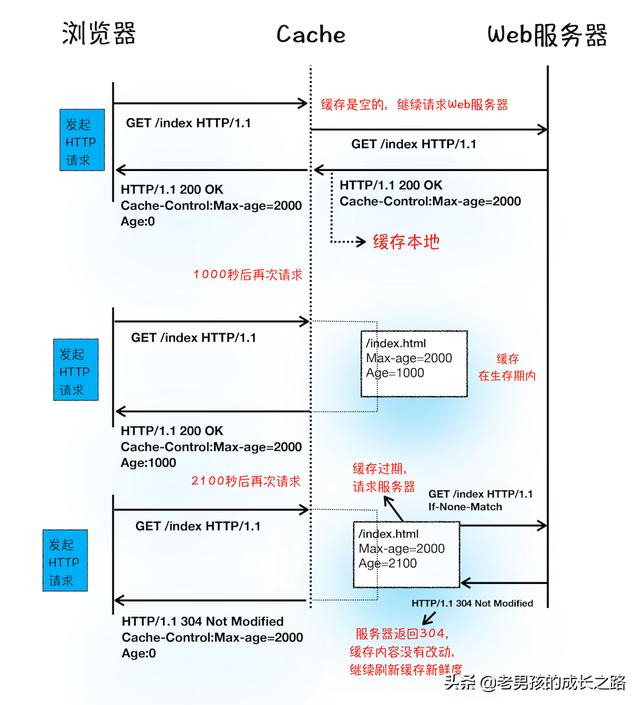 浏览器
Cache
Web服务器
发起
HTTP
请求
GET /index HTTP/1.1
缓存是空的，继续请求Web服务器
GET /index HTTP/1.1
HTTP/1.1 200 OK
Cache-Control:Max-age=2000
Age:0
HTTP/1.1 200 OK
Cache-Control:Max-age=2000
缓存本地
1000秒后再次请求
发起
HTTP
请求
GET /index HTTP/1.1
/index.html
Max-age=2000
Age=1000
缓存
在生存期内
HTTP/1.1 200 OK
Cache-Control:Max-age=2000
Age:1000
2100秒后再次请求
缓存过期，
请求服务器
GET /index HTTP/1.1
If-None-Match
发起
HTTP
请求
GET /index HTTP/1.1
/index.html
Max-age=2000
Age=2100
HTTP/1.1 304 Not Modified
HTTP/1.1 304 Not Modified
Cache-Control:Max-age=2000
Age:0
服务器返回304，
缓存内容没有改动，
继续刷新缓存新鲜度
头条 @老男孩的成长之路